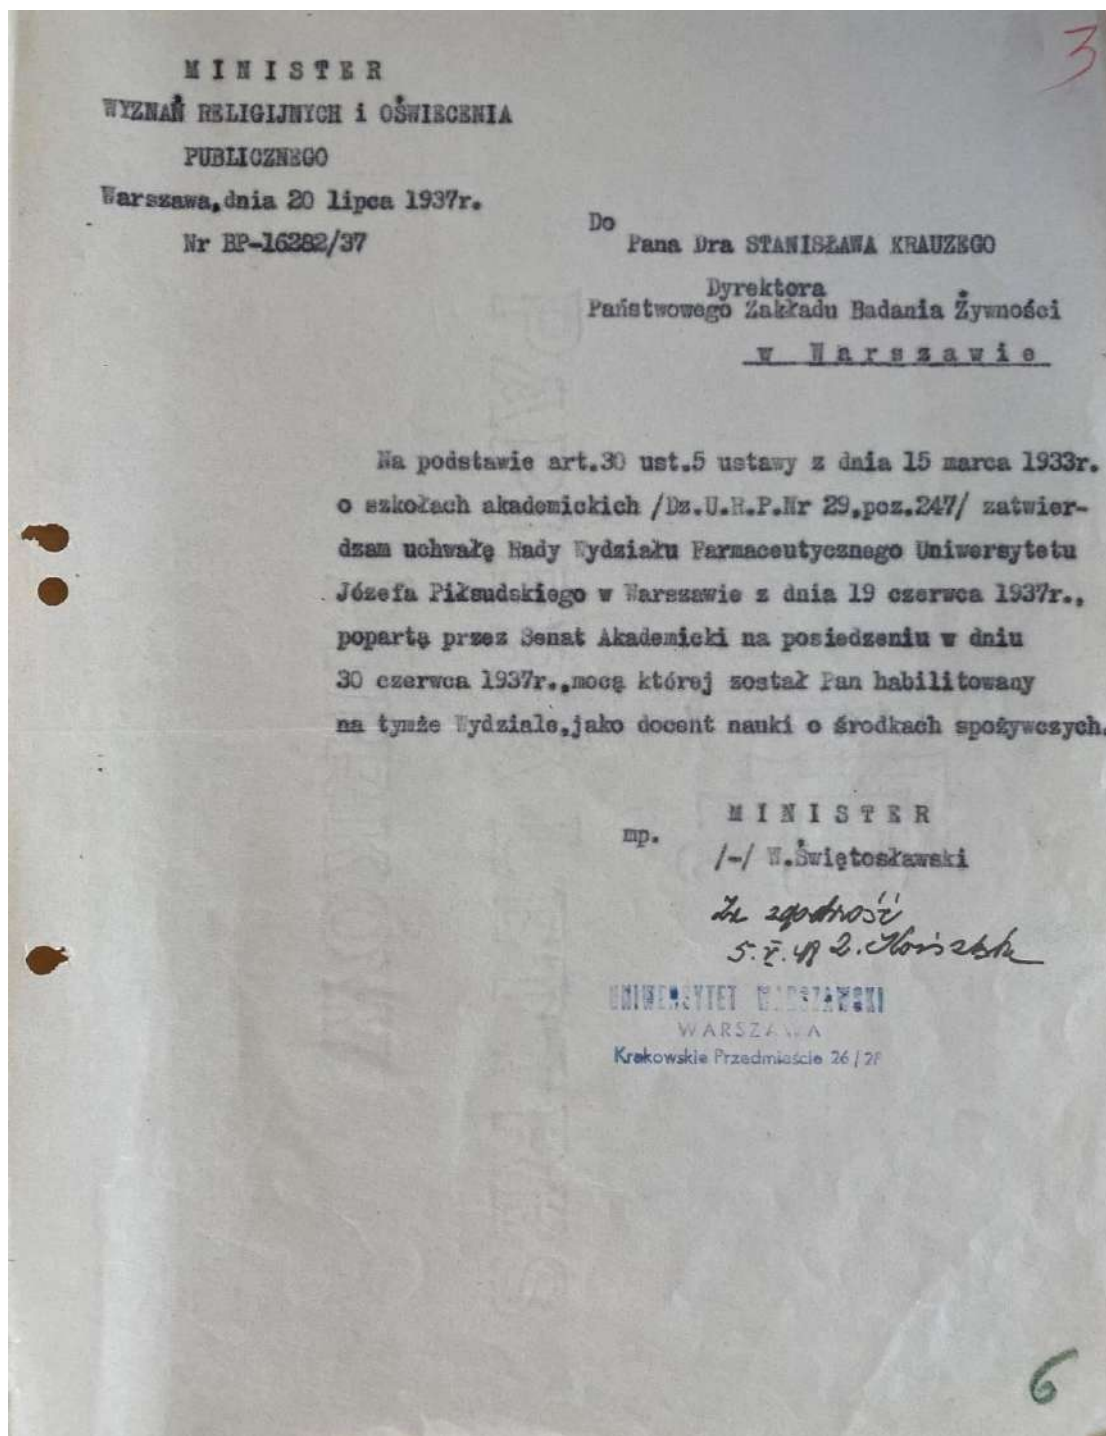 3
M I N I S T E R
WYZNAŃ RELIGIJNYCH i OŚWIECENIA
PUBLICZNEGO
Warszawa, dnia 20 lipca 1937r.
Nr BP-16282/37
Do
Pana Dra STANISŁAWA KRAUZEGO
Dyrektora
Państwowego Zakładu Badania Żywności
w Warszawie
Na podstawie art.30 ust.5 ustawy z dnia 15 marca 1933r.
o szkołach akademickich /Dz.U.R.P.Nr 29,poz.247/ zatwier-
dzam uchwałę Rady Wydziału Farmaceutycznego Uniwersytetu
Józefa Piłsudskiego w Warszawie z dnia 19 czerwca 1937r.,
popartą przez Senat Akademicki na posiedzeniu w dniu
30 czerwca 1937r.,mocą której został Pan habilitowany
na tymże Wydziale,jako docent nauki o środkach spożywczych.
M I N I S T E R
mp.
/-/ W.Świętosławski
Za zgodność
UNIWERSYTET WARSZAWSKI
WARSZAWA
Krakowskie Przedmieście 26/28
6